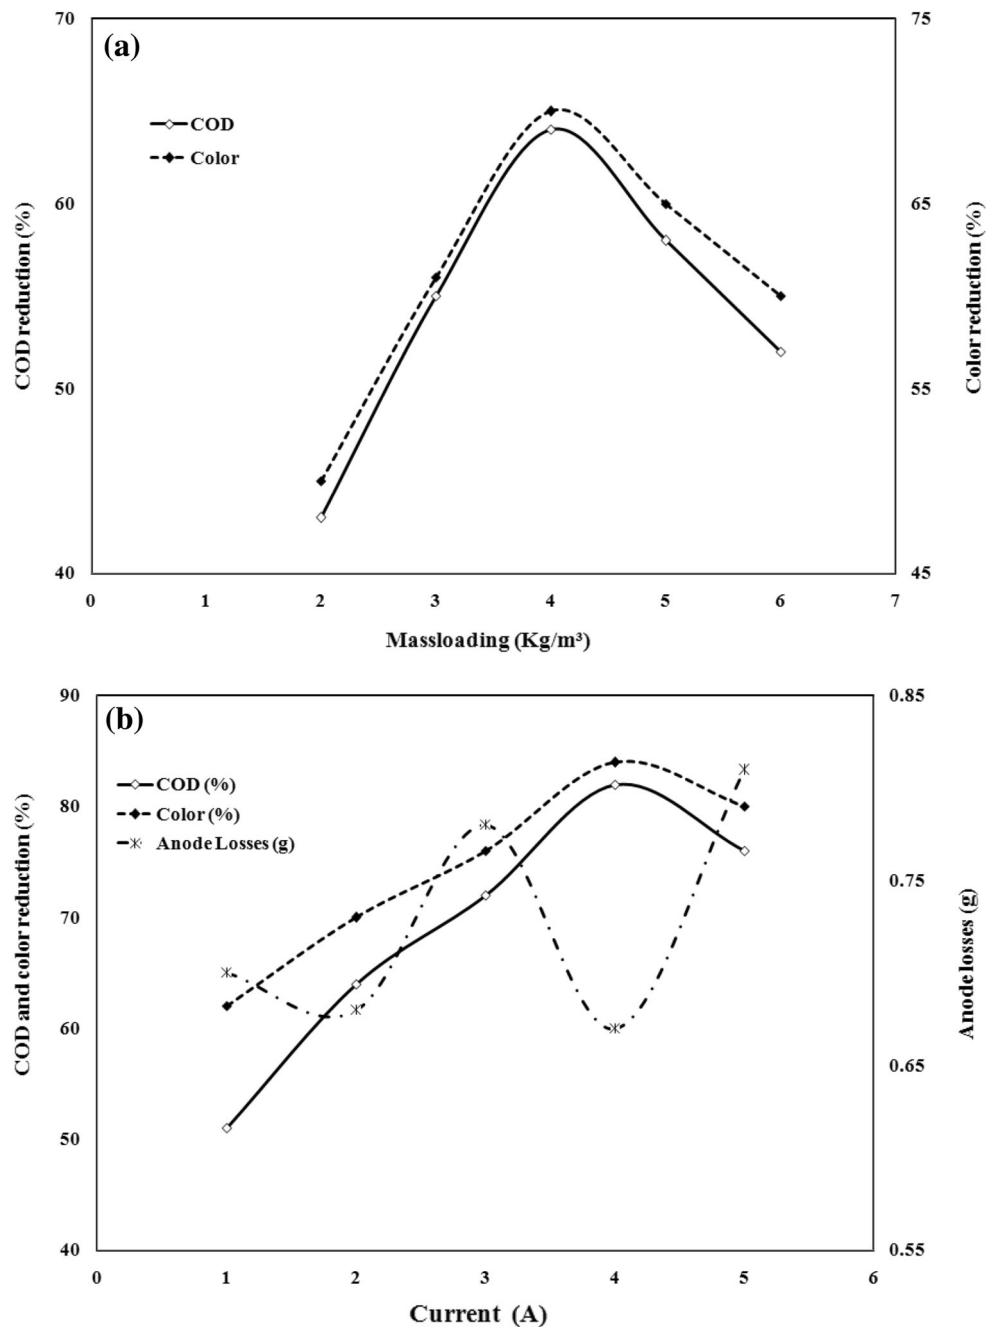 (a)
COD
Color
70
60
50
40
75
65
55
45
COD reduction (%)
Color reduction (%)
0 1 2 3 4 5 6 7
Massloading (Kg/m³)
(b)
COD (%)
Color (%)
Anode Losses (g)
90
80
70
60
50
40
0.85
0.75
0.65
0.55
COD and color reduction (%)
Anode losses (g)
0 1 2 3 4 5 6
Current (A)